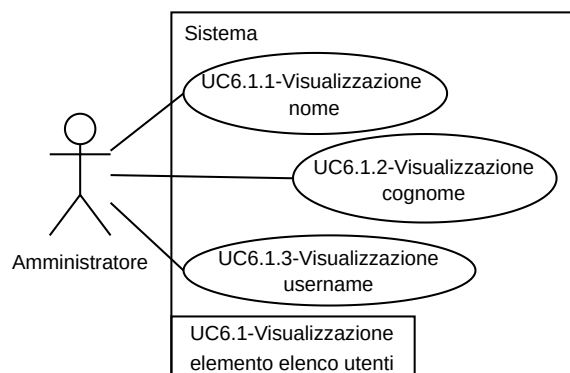 Sistema
UC6.1.1-Visualizzazione
nome
UC6.1.2-Visualizzazione
cognome
Amministratore
UC6.1.3-Visualizzazione
username
UC6.1-Visualizzazione
elemento elenco utenti